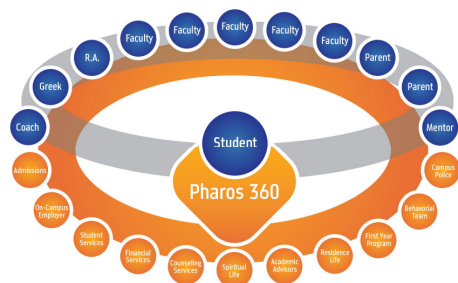 Faculty
Faculty
Faculty
Faculty
Faculty
R.A.
Parent
Greek
Parent
Coach
Student
Mentor
Admissions
Campus
Police
Pharos 360
On-Campus
Employer
Behavorial
Team
Student
Services
First Year
Program
Financial
Services
Counseling
Services
Spiritual
Life
Academic
Advisors
Residence
Life